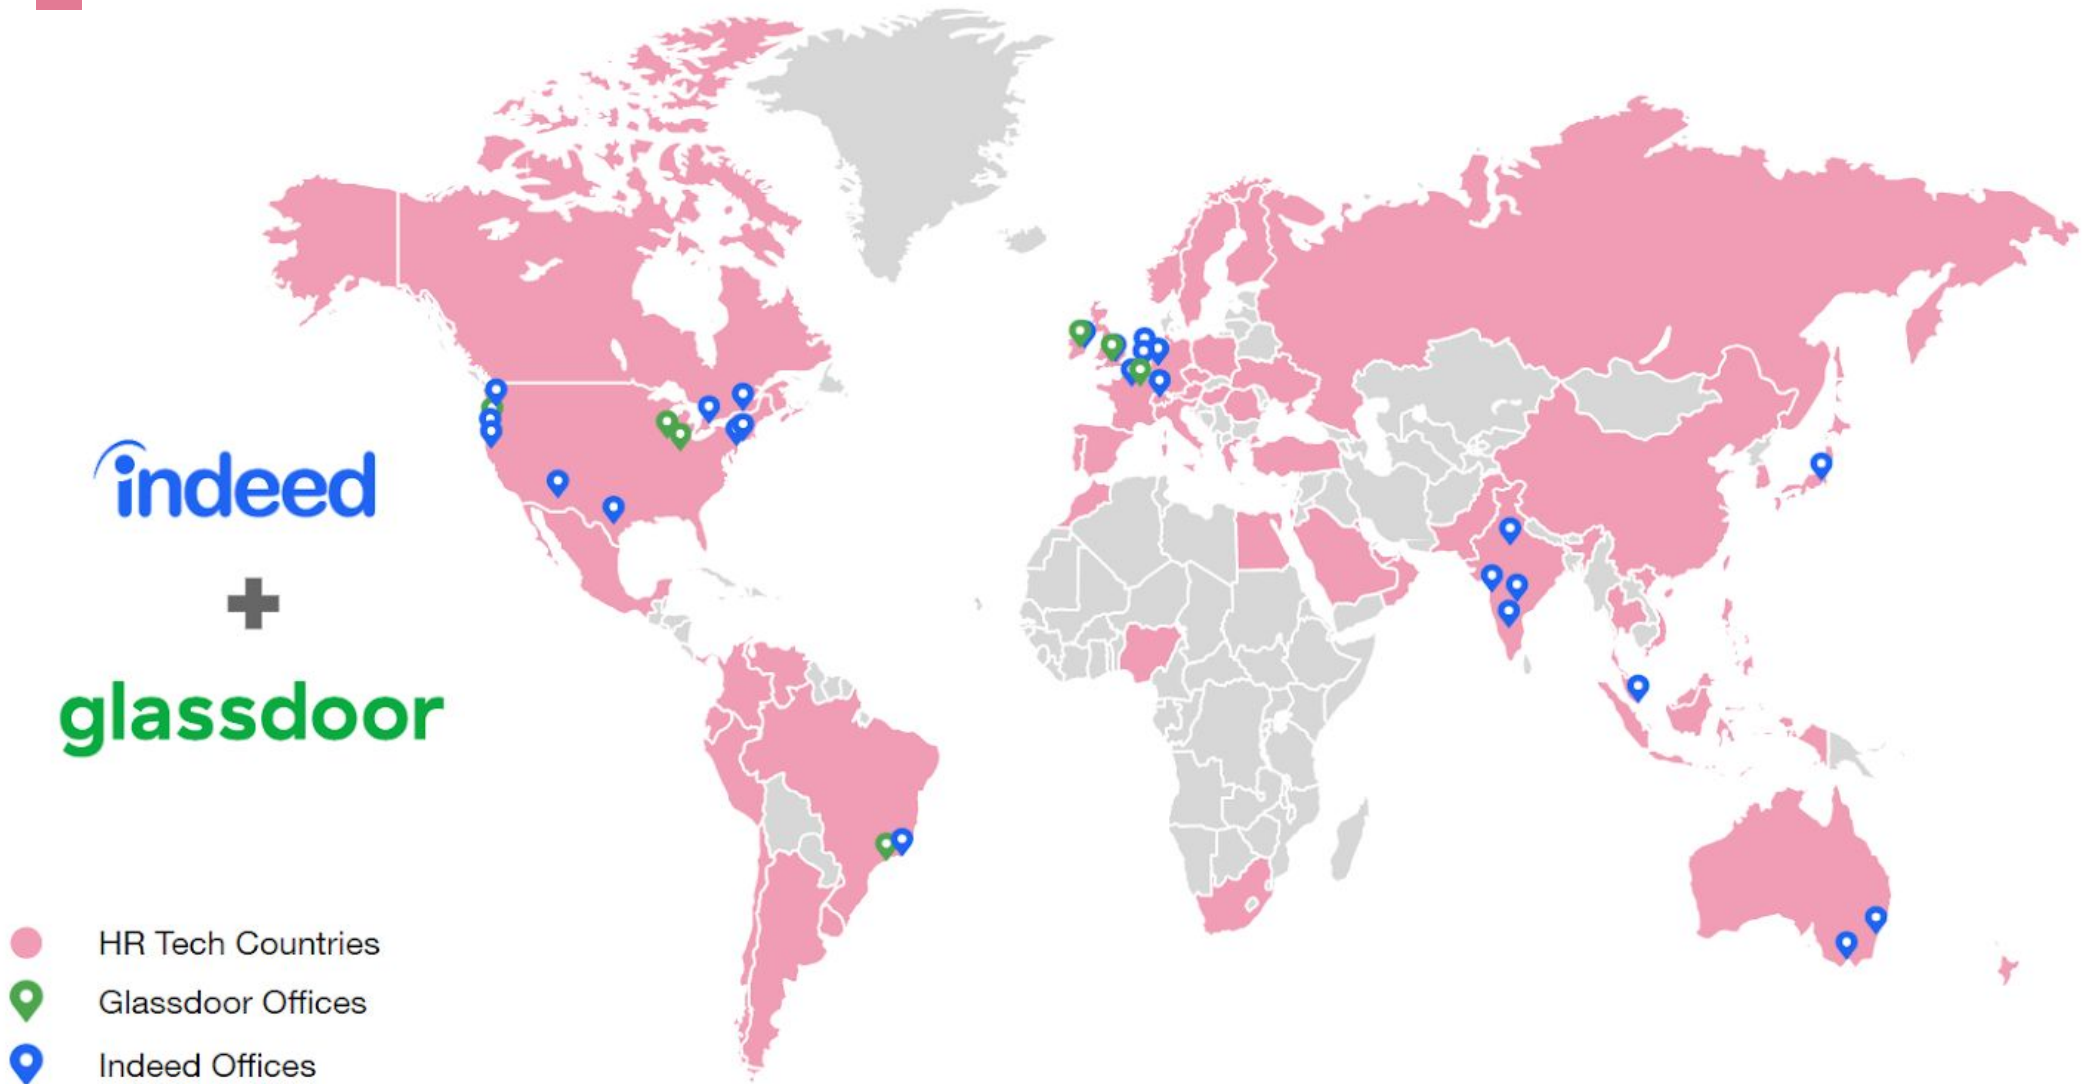 indeed
glassdoor
HR Tech Countries
Glassdoor Offices
Indeed Offices